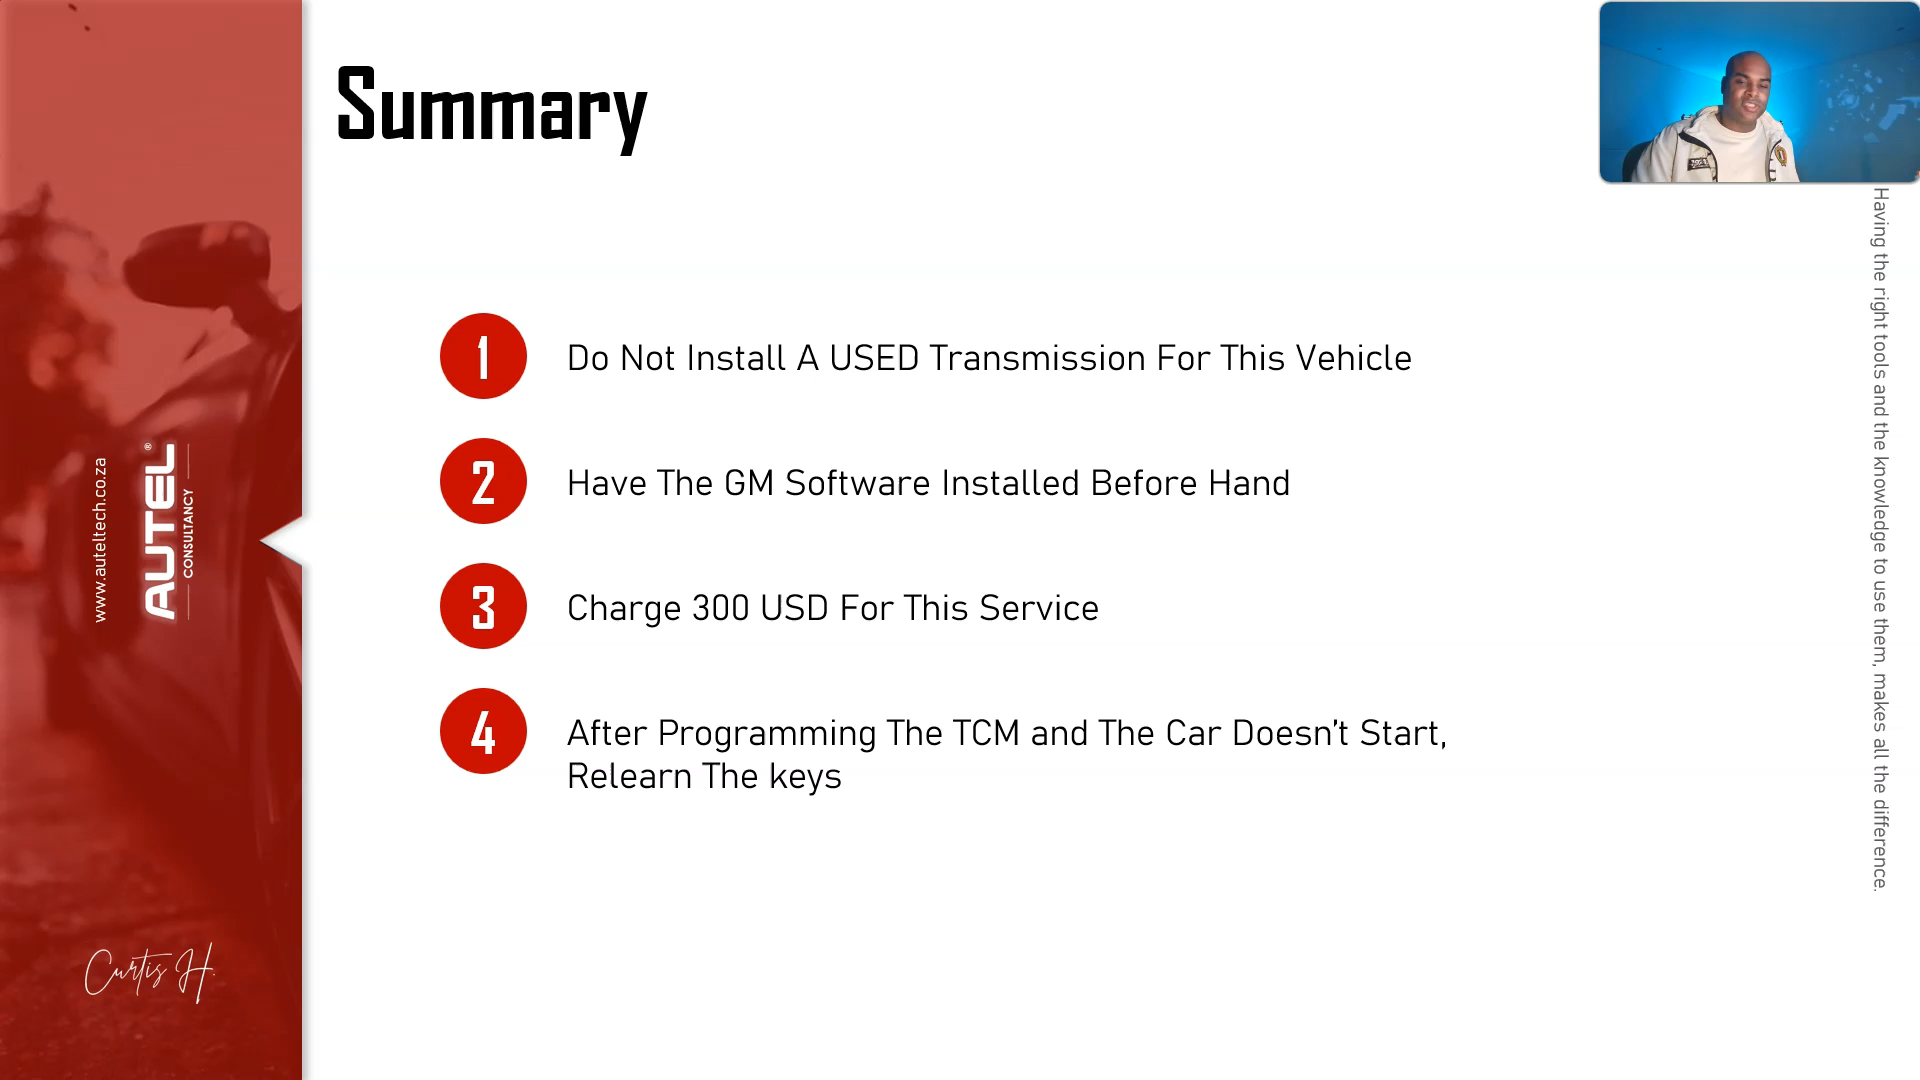 Summary
1
Do Not Install A USED Transmission For This Vehicle
2
Have The GM Software Installed Before Hand
3
Charge 300 USD For This Service
4
After Programming The TCM and The Car Doesn't Start,
Relearn The keys
www.auteltech.co.za
AUTEL®
CONSULTANCY
Curtis H.
Having the right tools and the knowledge to use them, makes all the difference.